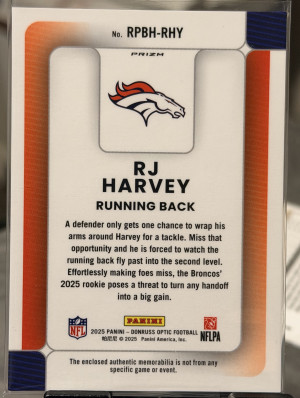 No. RPBH-RHY
PRIZM
RJ
HARVEY
RUNNING BACK
A defender only gets one chance to wrap his
arms around Harvey for a tackle. Miss that
opportunity and he is forced to watch the
running back fly past into the second level.
Effortlessly making foes miss, the Broncos'
2025 rookie poses a threat to turn any handoff
into a big gain.
PANINI
NFL
2025 PANINI – DONRUSS OPTIC FOOTBALL
© 2025 Panini America, Inc.
NFLPA
The enclosed authentic memorabilia is not from any
specific game or event.